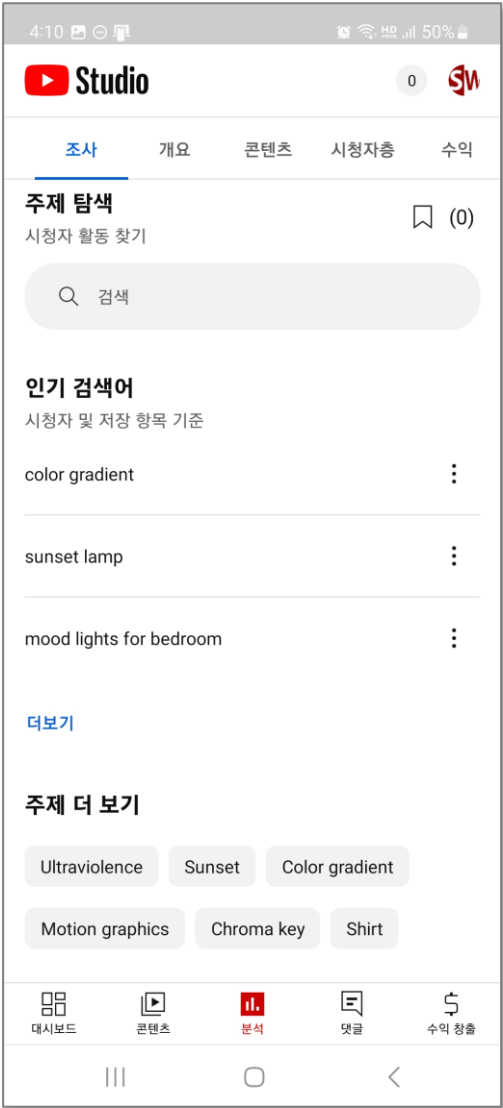 4:10 HD 50%
Studio 0 SW
조사 개요 콘텐츠 시청자층 수익
주제 탐색
(0)
시청자 활동 찾기
검색
인기 검색어
시청자 및 저장 항목 기준
color gradient
sunset lamp
mood lights for bedroom
더보기
주제 더 보기
Ultraviolence Sunset Color gradient
Motion graphics Chroma key Shirt
대시보드 콘텐츠 분석 댓글 수익 창출